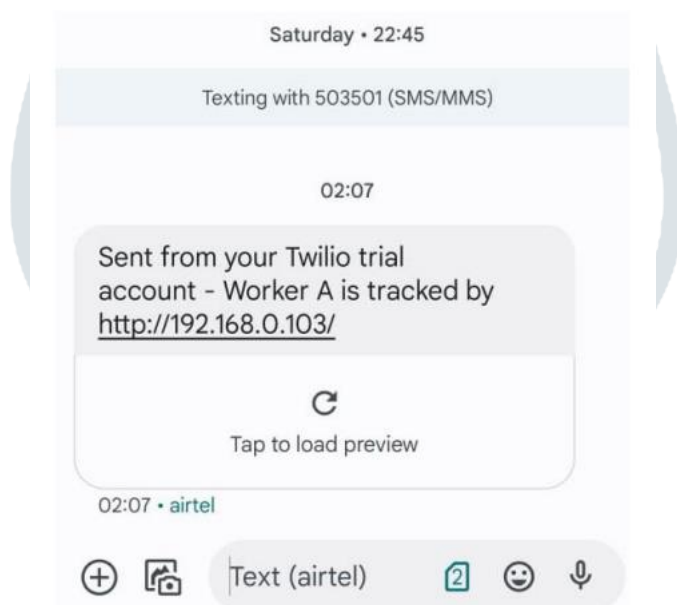 Saturday • 22:45
Texting with 503501 (SMS/MMS)
02:07
Sent from your Twilio trial
account - Worker A is tracked by
http://192.168.0.103/
Tap to load preview
02:07 • airtel
Text (airtel)
2